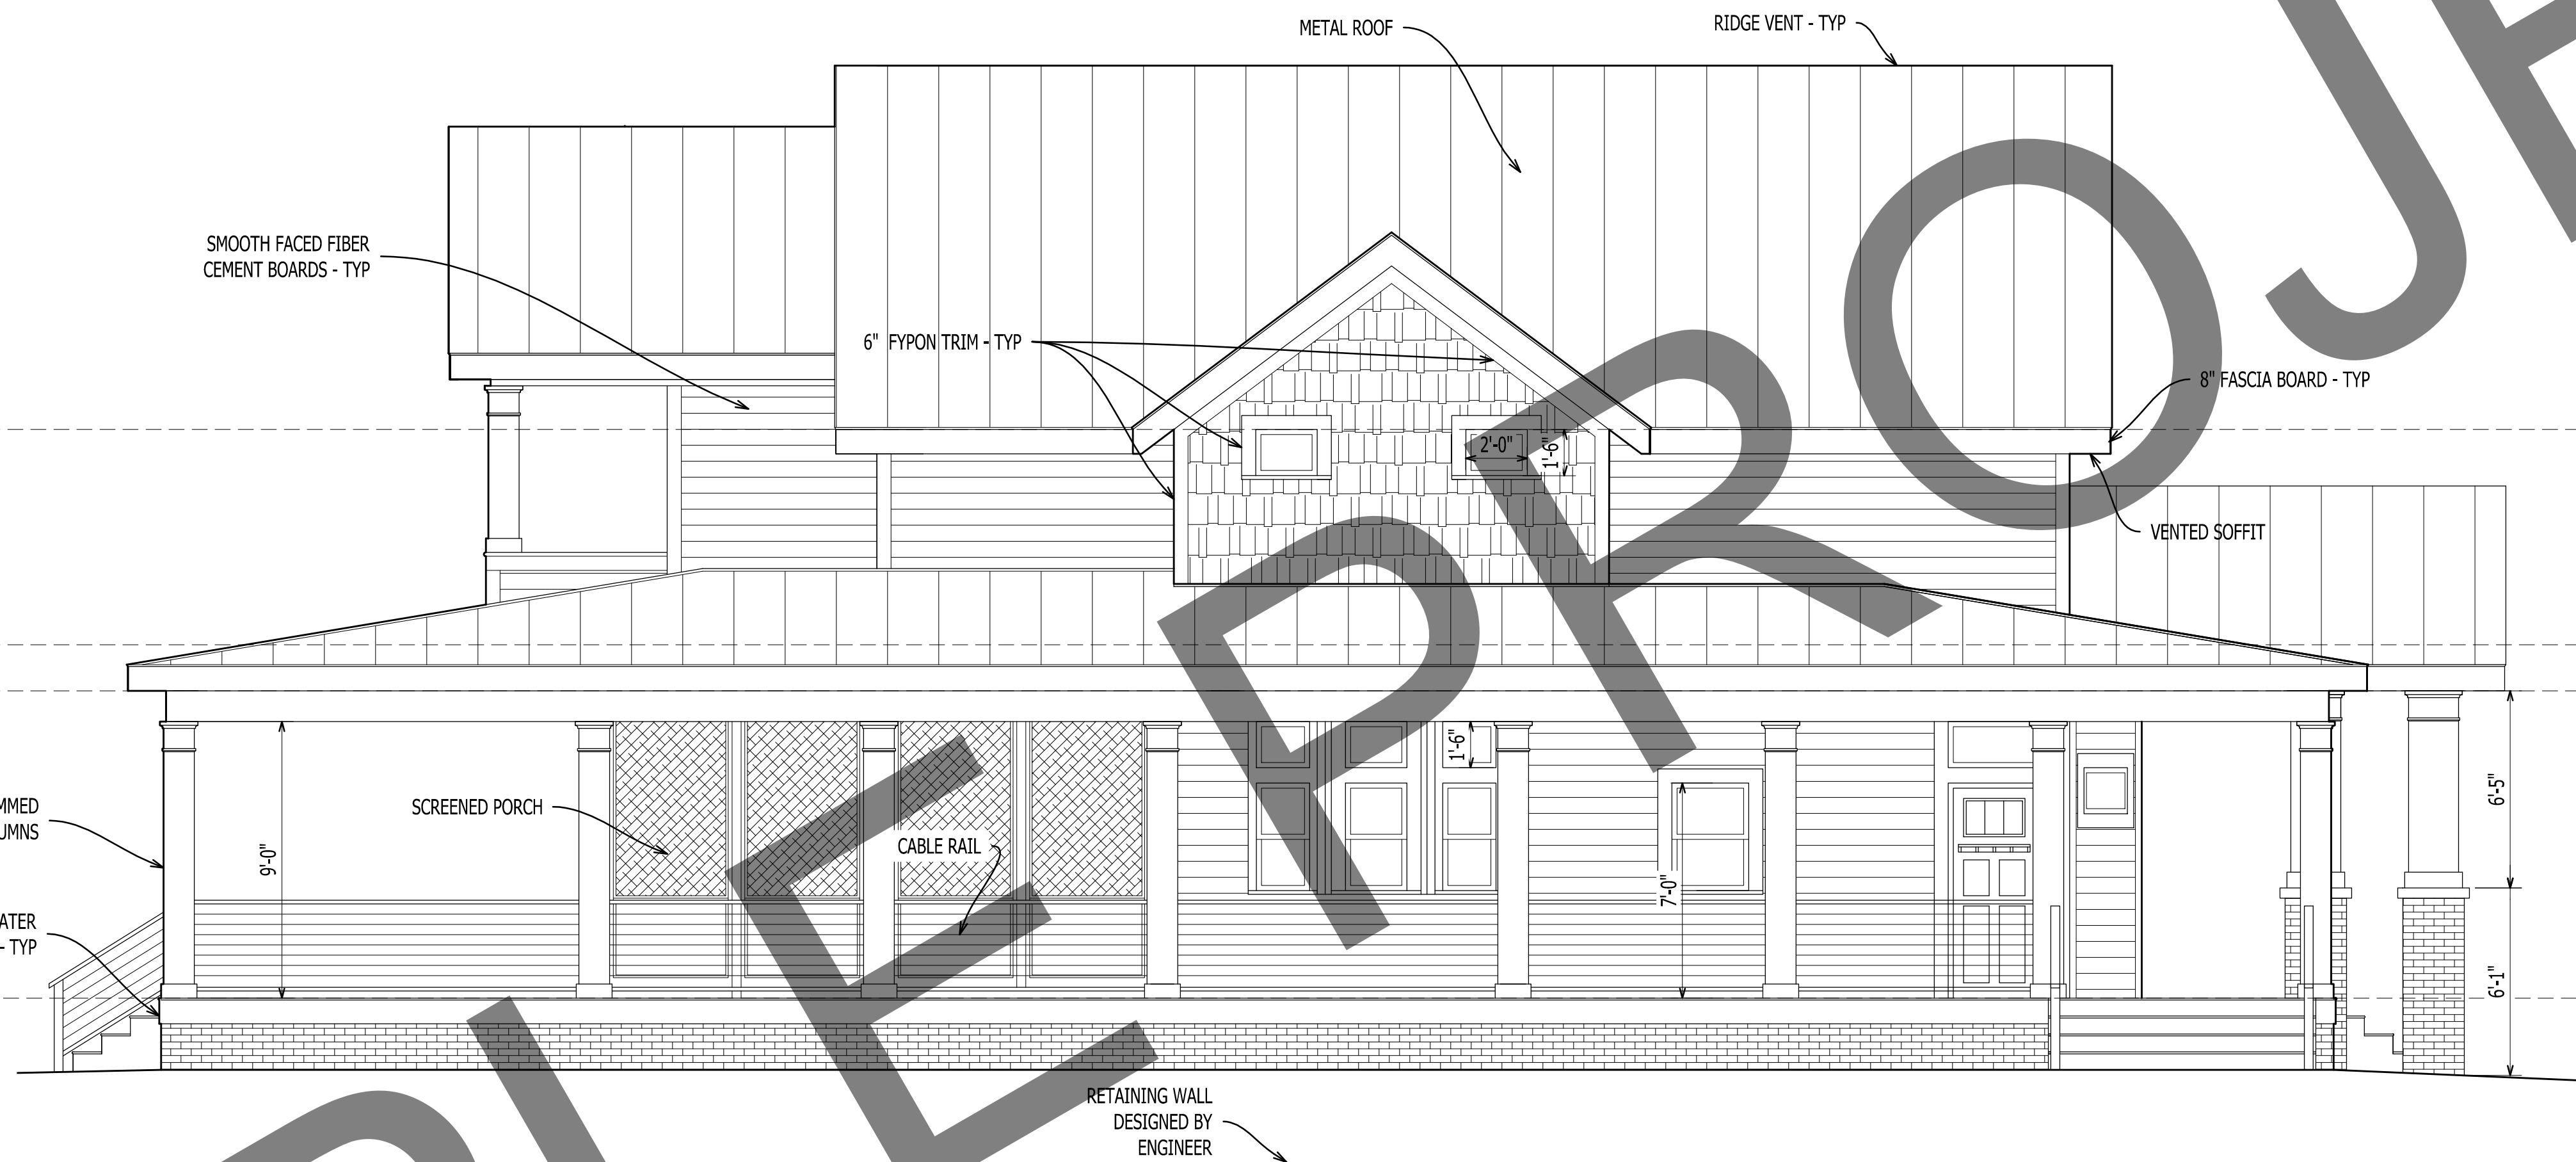 METAL ROOF
RIDGE VENT - TYP
SMOOTH FACED FIBER
CEMENT BOARDS - TYP
6" FYPON TRIM - TYP
8" FASCIA BOARD - TYP
2'-0"
1'-6"
VENTED SOFFIT
1'-6"
6'-5"
MMED
UMNS
SCREENED PORCH
CABLE RAIL
9'-0"
7'-0"
ATER
- TYP
6'-1"
RETAINING WALL
DESIGNED BY
ENGINEER
PLE PROJE